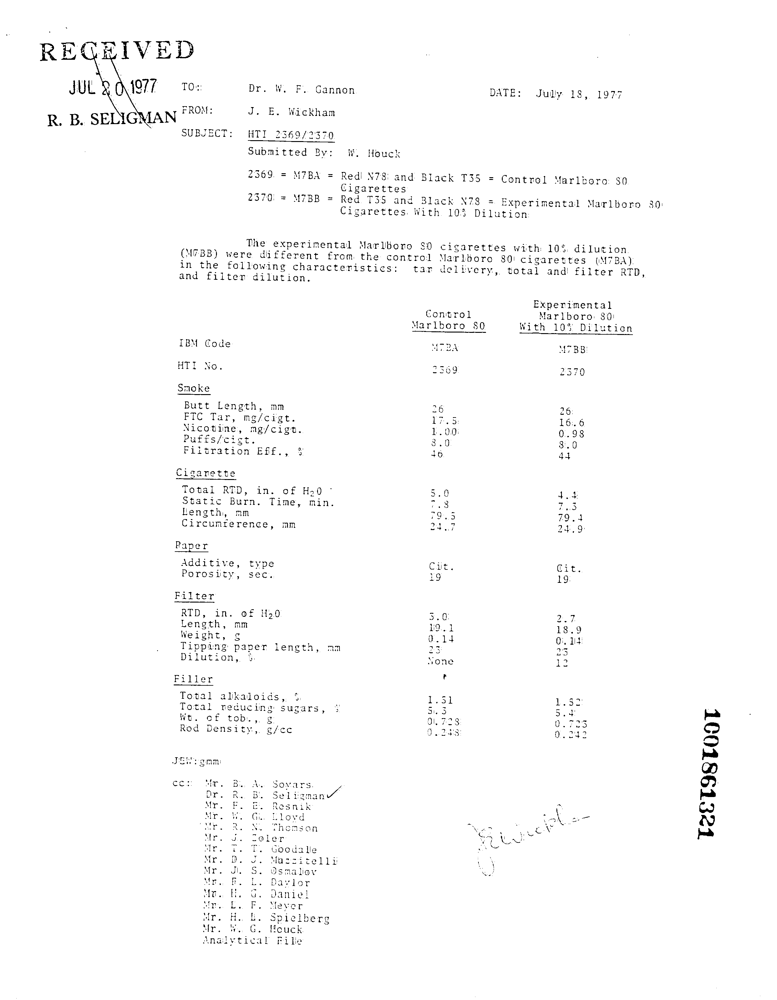 RECEIVED
JUL 20 1977
R. B. SELIGMAN
TO: Dr. W. F. Gannon
DATE: July 18, 1977
FROM: J. E. Wickham
SUBJECT: HTI 2369/2370
Submitted By: W. Houck
2369 = M7BA = Red N78 and Black T35 = Control Marlboro 80
Cigarettes
2370 = M7BB = Red T35 and Black N78 = Experimental Marlboro 80
Cigarettes With 10% Dilution
The experimental Marlboro 80 cigarettes with 10% dilution
(M7BB) were different from the control Marlboro 80 cigarettes (M7BA)
in the following characteristics: tar delivery, total and filter RTD,
and filter dilution.
Control Marlboro 80
Experimental Marlboro 80 With 10% Dilution
IBM Code M7BA M7BB
HTI No. 2369 2370
Smoke
Butt Length, mm 26 26
FTC Tar, mg/cigt. 17.5 16.6
Nicotine, mg/cigt. 1.00 0.98
Puffs/cigt. 8.0 8.0
Filtration Eff., % 46 44
Cigarette
Total RTD, in. of H2O 5.0 4.4
Static Burn. Time, min. 7.8 7.3
Length, mm 79.5 79.4
Circumference, mm 24.7 24.9
Paper
Additive, type Cit. Cit.
Porosity, sec. 19 19
Filter
RTD, in. of H2O 3.0 2.7
Length, mm 19.1 18.9
Weight, g 0.14 0.14
Tipping paper length, mm 23 23
Dilution, % None 12
Filler
Total alkaloids, % 1.51 1.52
Total reducing sugars, % 5.3 5.4
Wt. of tob., g 0.728 0.723
Rod Density, g/cc 0.248 0.242
JEW:gmm
cc: Mr. B. A. Soyars
Dr. R. B. Seligman
Mr. F. E. Resnik
Mr. W. G. Lloyd
Mr. R. N. Thomson
Mr. J. Zoler
Mr. T. T. Goodale
Mr. D. J. Muzzitelli
Mr. J. S. Osmalov
Mr. F. L. Daylor
Mr. H. G. Daniel
Mr. L. F. Meyer
Mr. H. L. Spielberg
Mr. W. G. Houck
Analytical File
JEWickham
1001861321